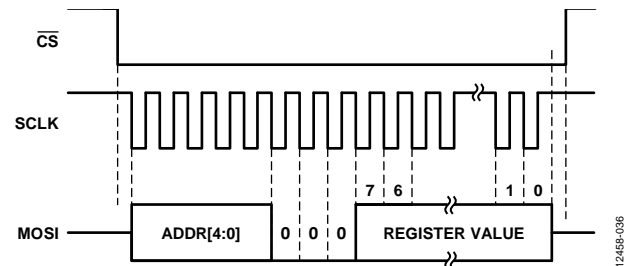 CS
SCLK
7 6 1 0
MOSI ADDR[4:0] 0 0 0 REGISTER VALUE
12458-036